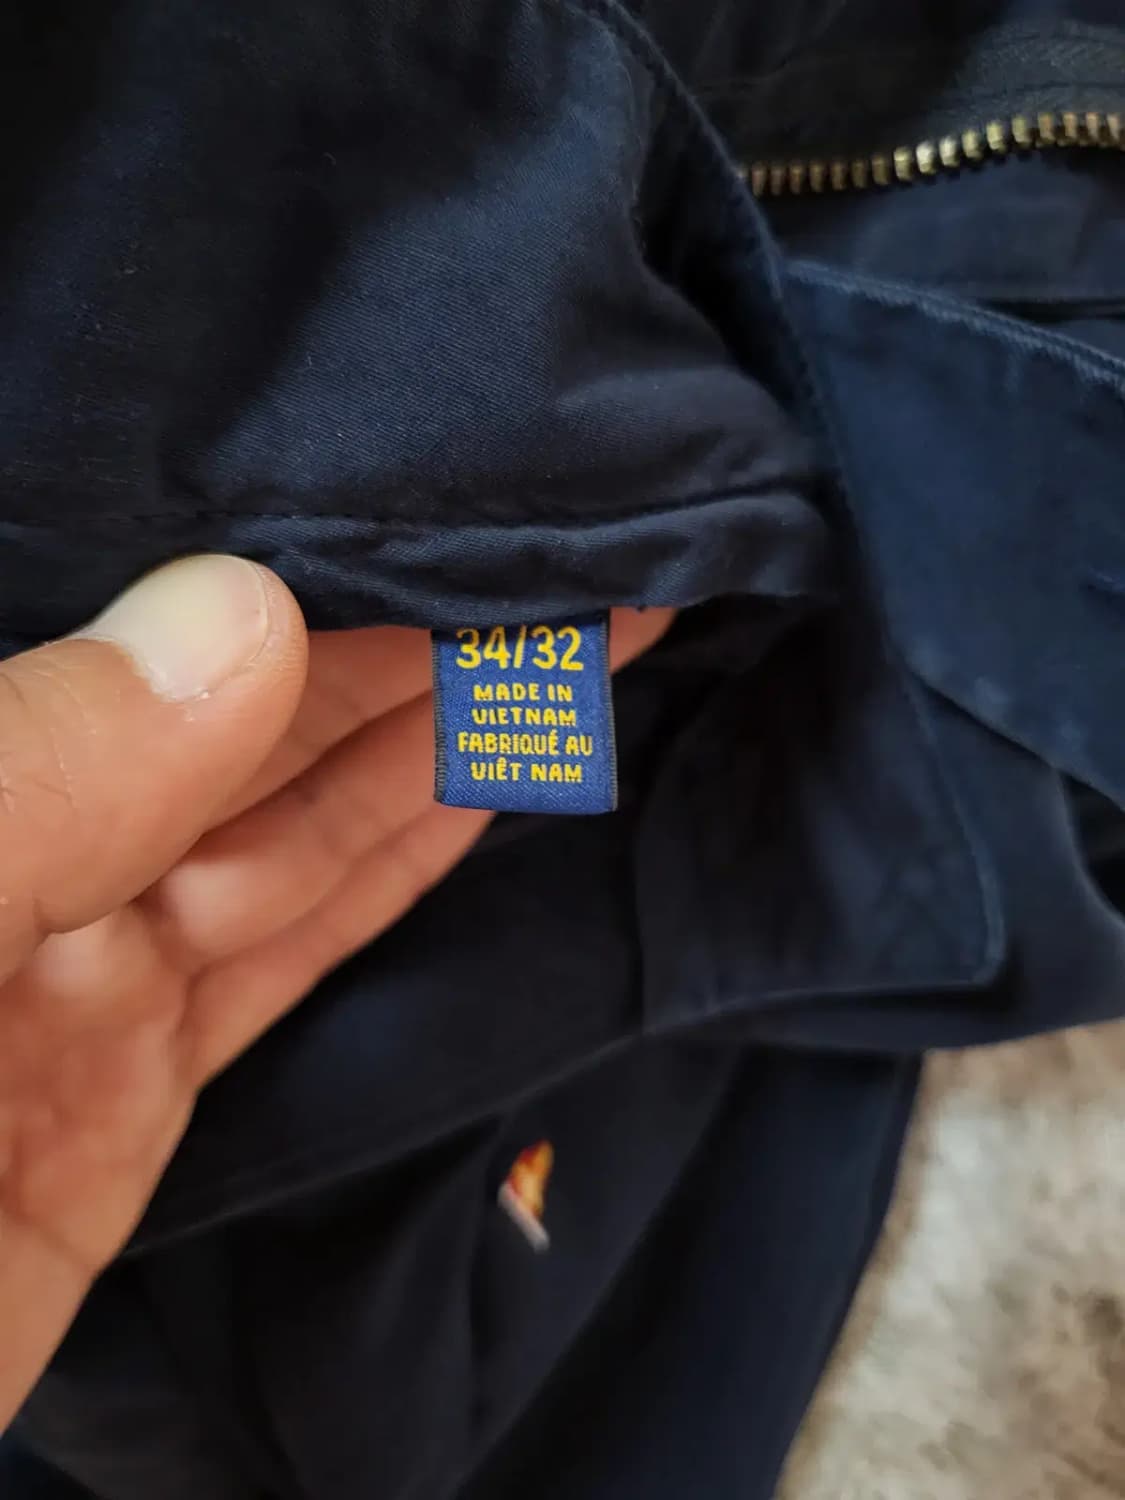 34/32
MADE IN
VIETNAM
FABRIQUÉ AU
VIÊT NAM